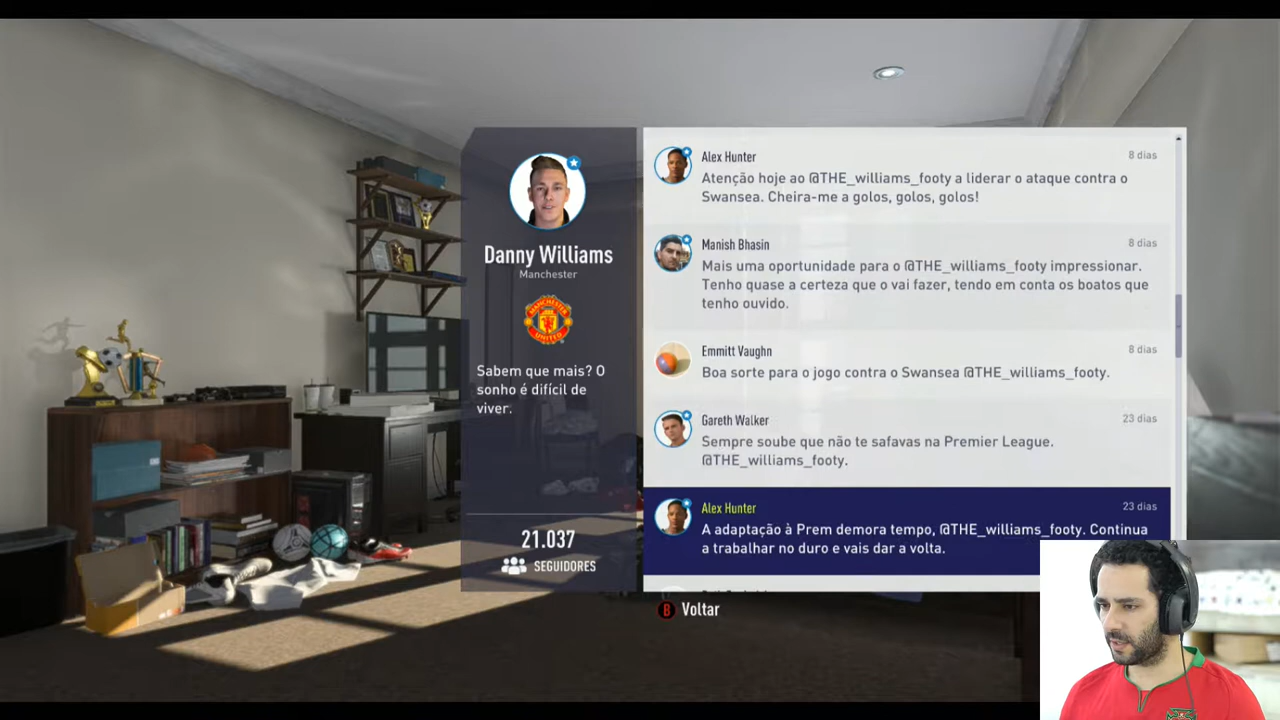 Danny Williams
Manchester
MANCHESTER
UNITED
Sabem que mais? O
sonho é difícil de
viver.
21.037
SEGUIDORES
Alex Hunter
8 dias
Atenção hoje ao @THE_williams_footy a liderar o ataque contra o
Swansea. Cheira-me a golos, golos, golos!
Manish Bhasin
8 dias
Mais uma oportunidade para o @THE_williams_footy impressionar.
Tenho quase a certeza que o vai fazer, tendo em conta os boatos que
tenho ouvido.
Emmitt Vaughn
8 dias
Boa sorte para o jogo contra o Swansea @THE_williams_footy.
Gareth Walker
23 dias
Sempre soube que não te safavas na Premier League.
@THE_williams_footy.
Alex Hunter
23 dias
A adaptação à Prem demora tempo, @THE_williams_footy. Continua
a trabalhar no duro e vais dar a volta.
B Voltar